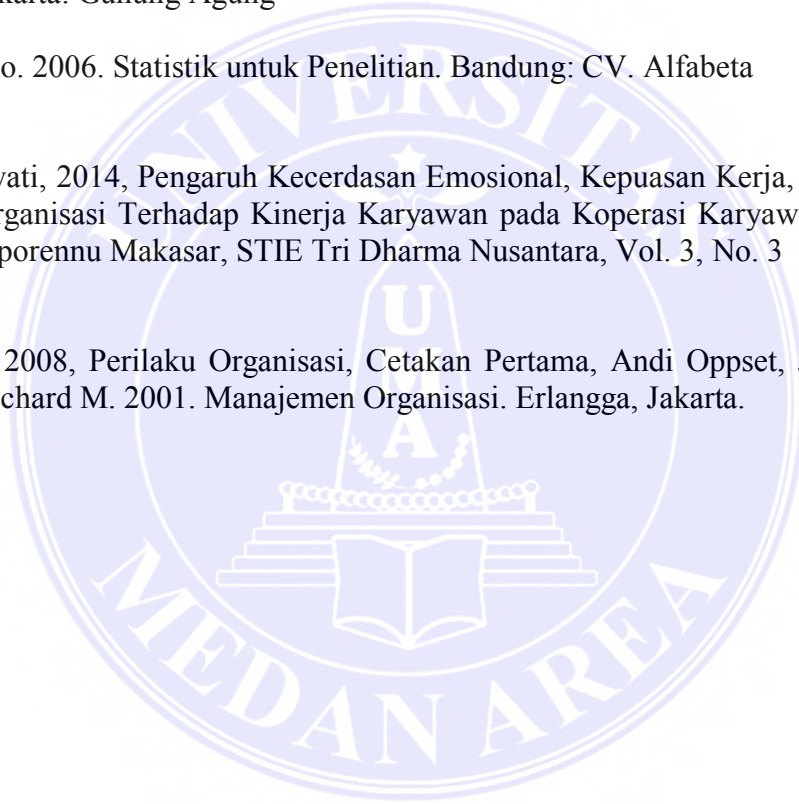 karta: Gunung Agung
o. 2006. Statistik untuk Penelitian. Bandung: CV. Alfabeta
vati, 2014, Pengaruh Kecerdasan Emosional, Kepuasan Kerja,
rganisasi Terhadap Kinerja Karyawan pada Koperasi Karyaw
porennu Makasar, STIE Tri Dharma Nusantara, Vol. 3, No. 3
2008, Perilaku Organisasi, Cetakan Pertama, Andi Oppset,
chard M. 2001. Manajemen Organisasi. Erlangga, Jakarta.
UNIVERSITAS
UMA
MEDAN AREA